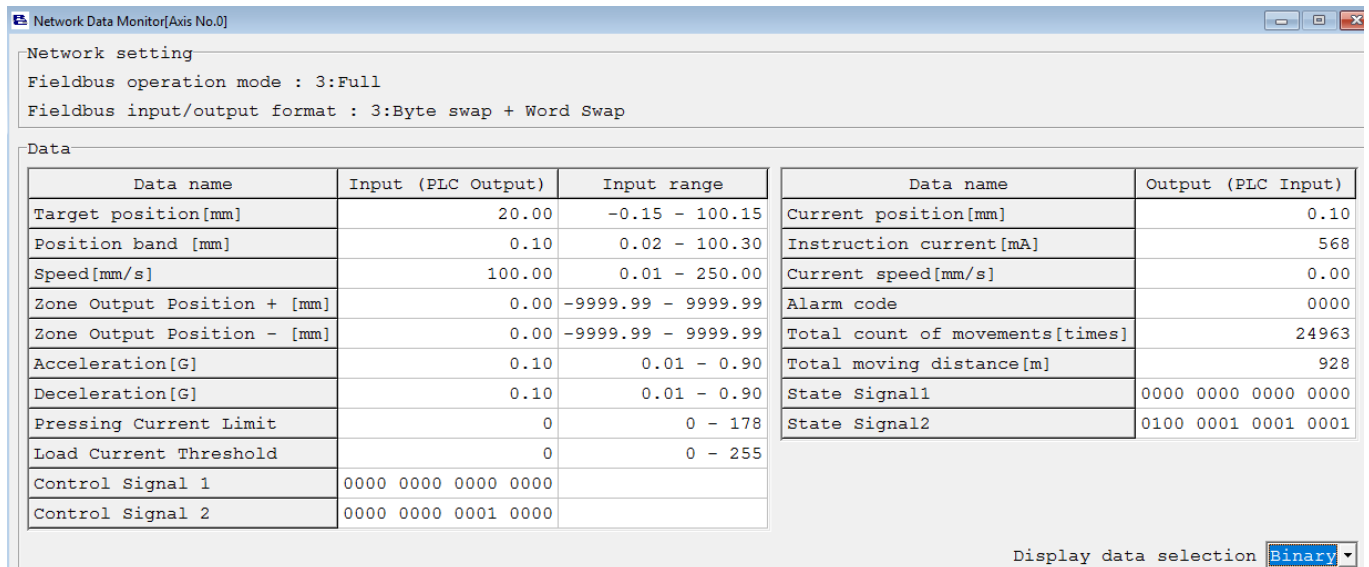 Network Data Monitor[Axis No.0]
Network setting
Fieldbus operation mode : 3:Full
Fieldbus input/output format : 3:Byte swap + Word Swap
Data
Data name Input (PLC Output) Input range
Target position[mm] 20.00 -0.15 - 100.15
Position band [mm] 0.10 0.02 - 100.30
Speed[mm/s] 100.00 0.01 - 250.00
Zone Output Position + [mm] 0.00 -9999.99 - 9999.99
Zone Output Position - [mm] 0.00 -9999.99 - 9999.99
Acceleration[G] 0.10 0.01 - 0.90
Deceleration[G] 0.10 0.01 - 0.90
Pressing Current Limit 0 0 - 178
Load Current Threshold 0 0 - 255
Control Signal 1 0000 0000 0000 0000
Control Signal 2 0000 0000 0001 0000
Data name Output (PLC Input)
Current position[mm] 0.10
Instruction current[mA] 568
Current speed[mm/s] 0.00
Alarm code 0000
Total count of movements[times] 24963
Total moving distance[m] 928
State Signal1 0000 0000 0000 0000
State Signal2 0100 0001 0001 0001
Display data selection Binary